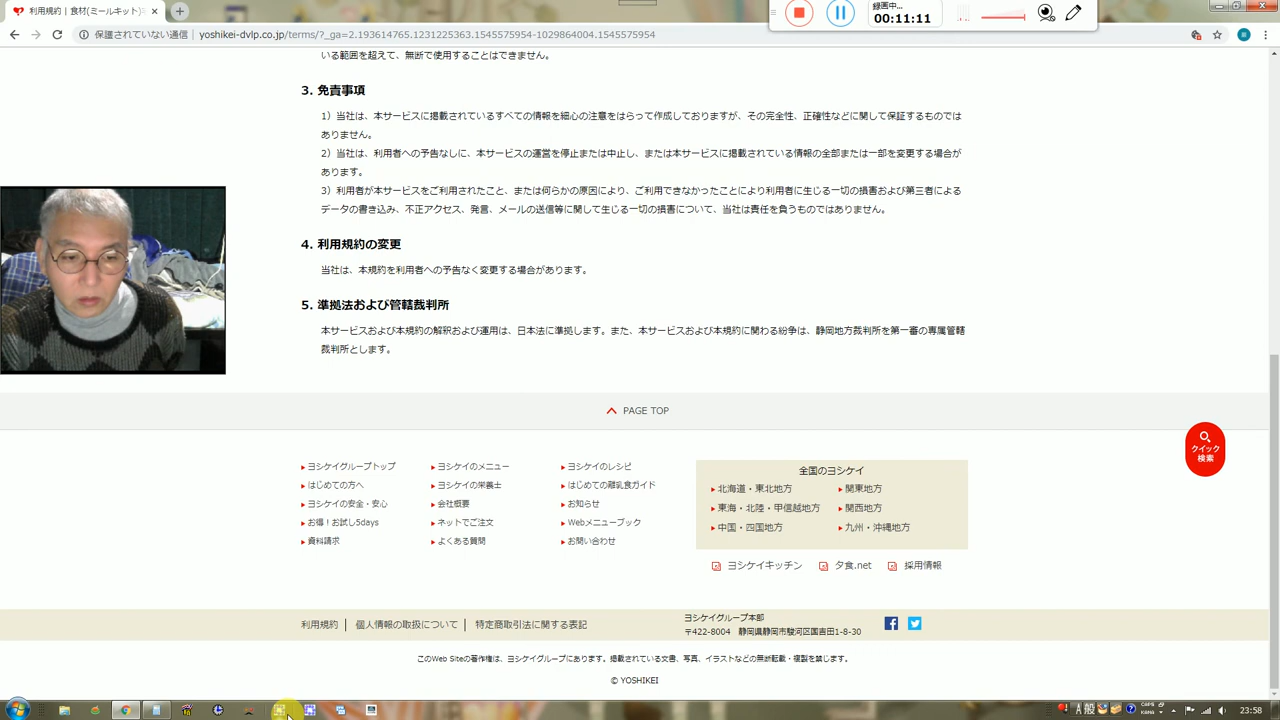 利用規約｜食材(ミールキット)宅
録画中...
00:11:11
保護されていない通信 | yoshikei-dvlp.co.jp/terms/?_ga=2.193614765.1231225363.1545575954-1029864004.1545575954
いる範囲を超えて、無断で使用することはできません。
3. 免責事項
1）当社は、本サービスに掲載されているすべての情報を細心の注意をはらって作成しておりますが、その完全性、正確性などに関して保証するものでは
ありません。
2）当社は、利用者への予告なしに、本サービスの運営を停止または中止し、または本サービスに掲載されている情報の全部または一部を変更する場合が
あります。
3）利用者が本サービスをご利用されたこと、または何らかの原因により、ご利用できなかったことにより利用者に生じる一切の損害および第三者による
データの書き込み、不正アクセス、発言、メールの送信等に関して生じる一切の損害について、当社は責任を負うものではありません。
4. 利用規約の変更
当社は、本規約を利用者への予告なく変更する場合があります。
5. 準拠法および管轄裁判所
本サービスおよび本規約の解釈および運用は、日本法に準拠します。また、本サービスおよび本規約に関わる紛争は、静岡地方裁判所を第一審の専属管轄
裁判所とします。
PAGE TOP
クイック
検索
ヨシケイグループトップ
ヨシケイのメニュー
ヨシケイのレシピ
はじめての方へ
ヨシケイの栄養士
はじめての離乳食ガイド
ヨシケイの安全・安心
会社概要
お知らせ
お得！お試し5days
ネットでご注文
Webメニューブック
資料請求
よくある質問
お問い合わせ
全国のヨシケイ
北海道・東北地方
関東地方
東海・北陸・甲信越地方
関西地方
中国・四国地方
九州・沖縄地方
ヨシケイキッチン
夕食.net
採用情報
利用規約 | 個人情報の取扱について | 特定商取引法に関する表記
ヨシケイグループ本部
〒422-8004 静岡県静岡市駿河区国吉田1-8-30
このWeb Siteの著作権は、ヨシケイグループにあります。掲載されている文書、写真、イラストなどの無断転載・複製を禁じます。
© YOSHIKEI
A 般
CAPS
KANA
23:58